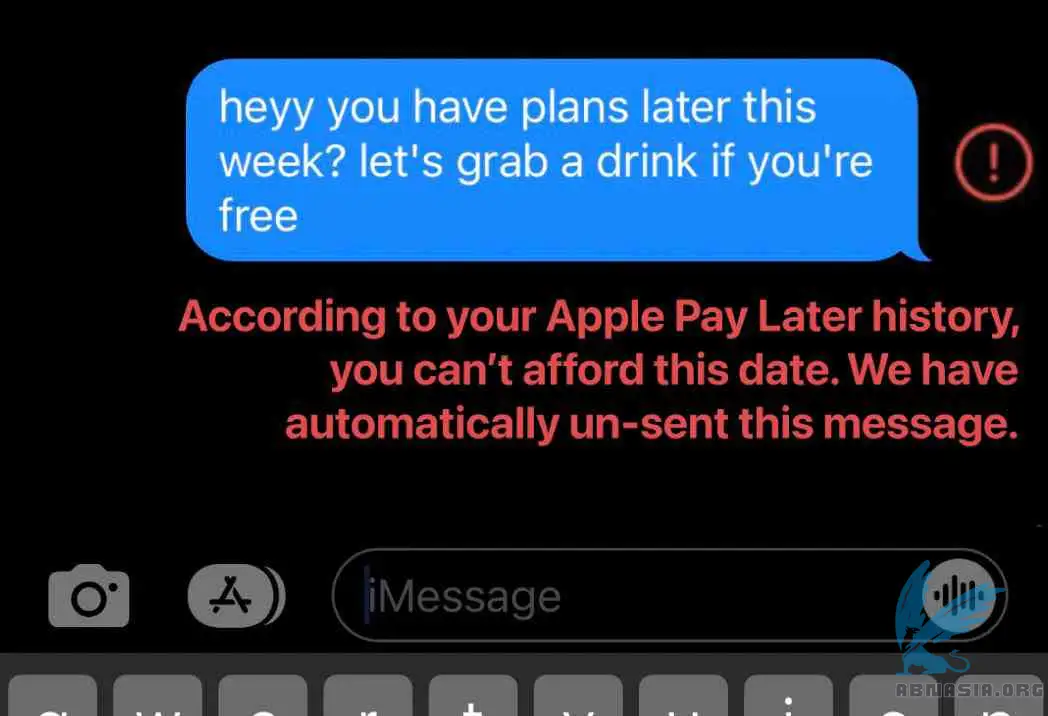 heyy you have plans later this
week? let's grab a drink if you're
free
!
According to your Apple Pay Later history,
you can’t afford this date. We have
automatically un-sent this message.
iMessage
ABNASIA.ORG